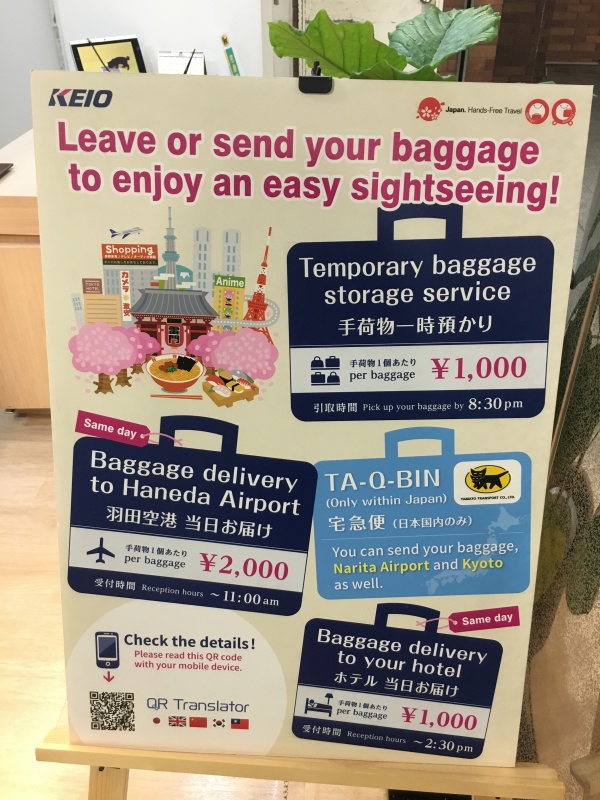 KEIO
Japan. Hands-Free Travel
Leave or send your baggage
to enjoy an easy sightseeing!
Shopping
Anime
カメラ
TOKYO
HOTEL
Temporary baggage
storage service
手荷物一時預かり
手荷物1個あたり
per baggage
¥1,000
引取時間 Pick up your baggage by 8:30pm
Same day
Baggage delivery
to Haneda Airport
羽田空港 当日お届け
手荷物1個あたり
per baggage
¥2,000
受付時間 Reception hours ~11:00am
TA-Q-BIN
(Only within Japan)
宅急便 (日本国内のみ)
YAMATO TRANSPORT CO., LTD.
You can send your baggage,
Narita Airport and Kyoto
as well.
Check the details!
Please read this QR code
with your mobile device.
QR Translator
Same day
Baggage delivery
to your hotel
ホテル 当日お届け
手荷物1個あたり
per baggage
¥1,000
受付時間 Reception hours ~2:30pm